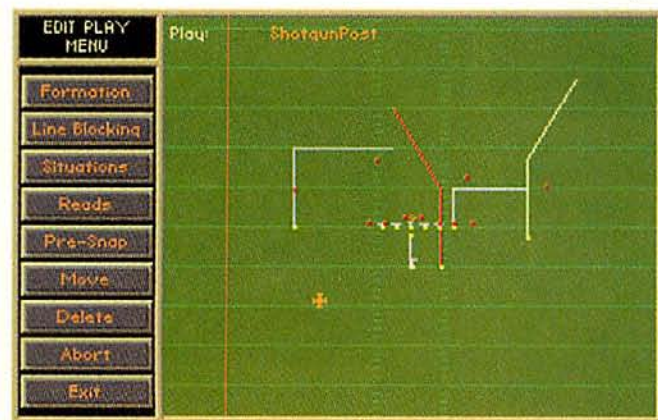 EDIT PLAY
MENU
Play: ShotgunPost
Formation
Line Blocking
Situations
Reads
Pre-Snap
Move
Delete
Abort
Exit